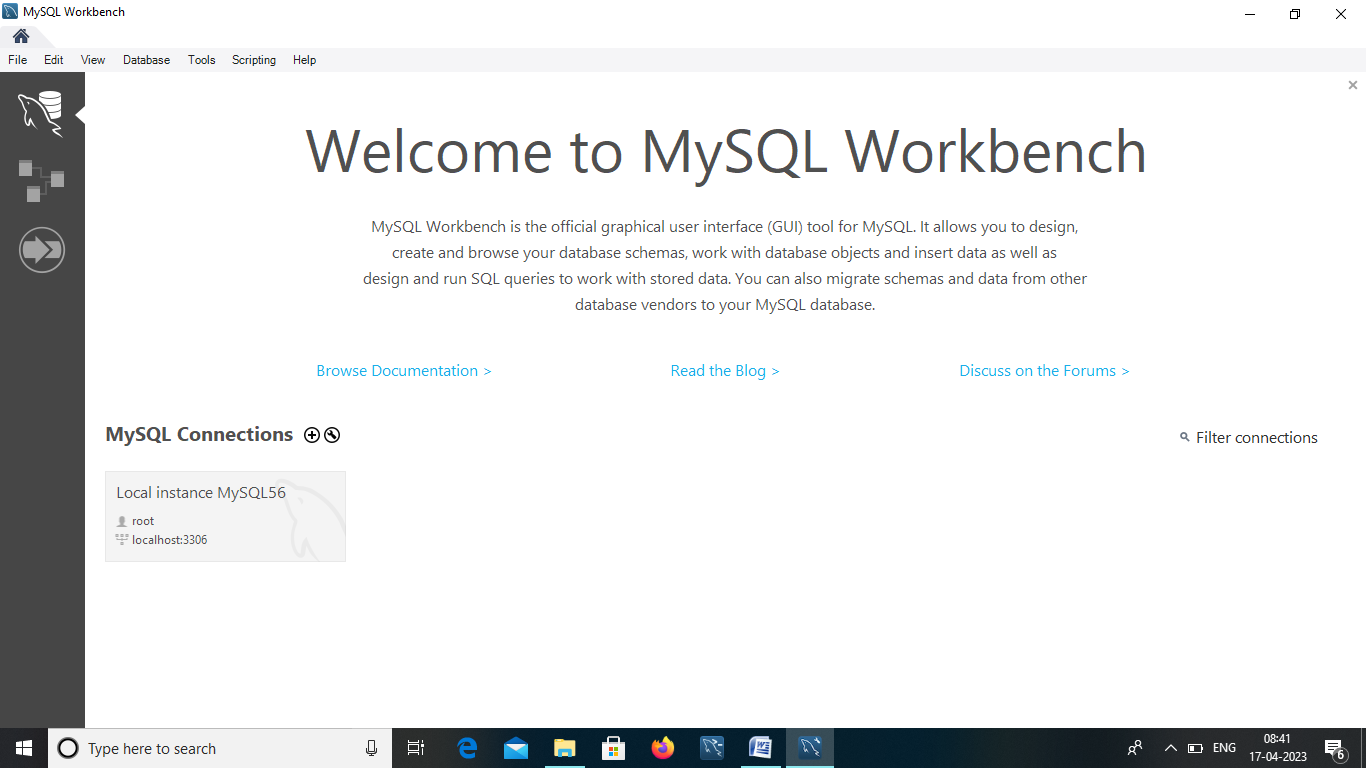 MySQL Workbench
File Edit View Database Tools Scripting Help
Welcome to MySQL Workbench
MySQL Workbench is the official graphical user interface (GUI) tool for MySQL. It allows you to design,
create and browse your database schemas, work with database objects and insert data as well as
design and run SQL queries to work with stored data. You can also migrate schemas and data from other
database vendors to your MySQL database.
Browse Documentation > Read the Blog > Discuss on the Forums >
MySQL Connections
Filter connections
Local instance MySQL56
root
localhost:3306
Type here to search
ENG
08:41
17-04-2023
6